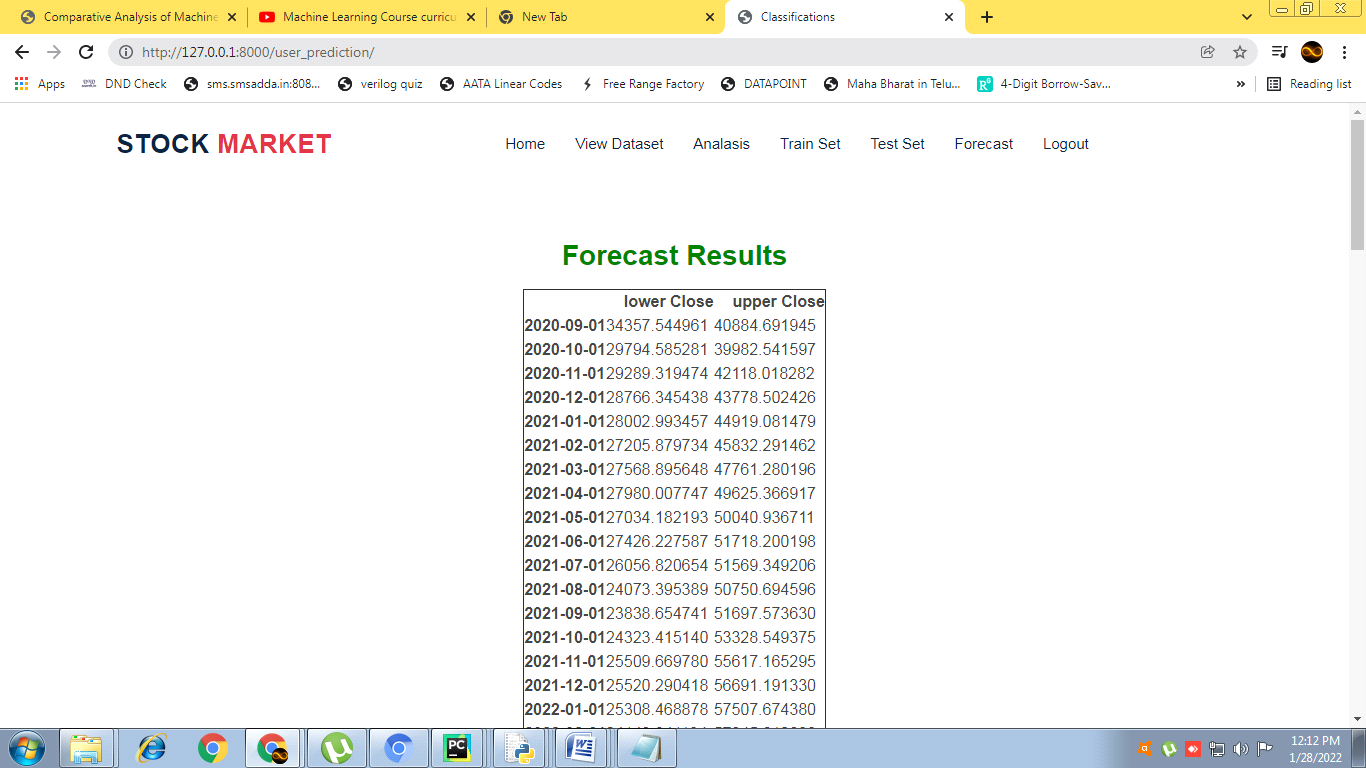 Comparative Analysis of Machine
Machine Learning Course curricu
New Tab
Classifications
http://127.0.0.1:8000/user_prediction/
Apps
DND Check
sms.smsadda.in:808...
verilog quiz
AATA Linear Codes
Free Range Factory
DATAPOINT
Maha Bharat in Telu...
R⁶ 4-Digit Borrow-Sav...
»
Reading list
STOCK MARKET
Home
View Dataset
Analasis
Train Set
Test Set
Forecast
Logout
Forecast Results
lower Close upper Close
2020-09-01 34357.544961 40884.691945
2020-10-01 29794.585281 39982.541597
2020-11-01 29289.319474 42118.018282
2020-12-01 28766.345438 43778.502426
2021-01-01 28002.993457 44919.081479
2021-02-01 27205.879734 45832.291462
2021-03-01 27568.895648 47761.280196
2021-04-01 27980.007747 49625.366917
2021-05-01 27034.182193 50040.936711
2021-06-01 27426.227587 51718.200198
2021-07-01 26056.820654 51569.349206
2021-08-01 24073.395389 50750.694596
2021-09-01 23838.654741 51697.573630
2021-10-01 24323.415140 53328.549375
2021-11-01 25509.669780 55617.165295
2021-12-01 25520.290418 56691.191330
2022-01-01 25308.468878 57507.674380
PC
12:12 PM
1/28/2022